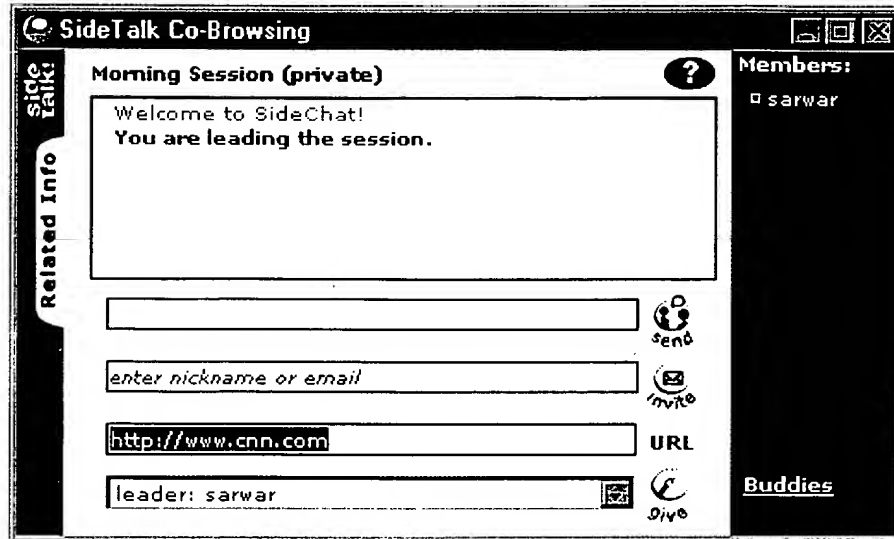 SideTalk Co-Browsing
side
talk!
Related Info
Morning Session (private)
?
Welcome to SideChat!
You are leading the session.
send
enter nickname or email
invite
http://www.cnn.com
URL
leader: sarwar
give
Members:
sarwar
Buddies